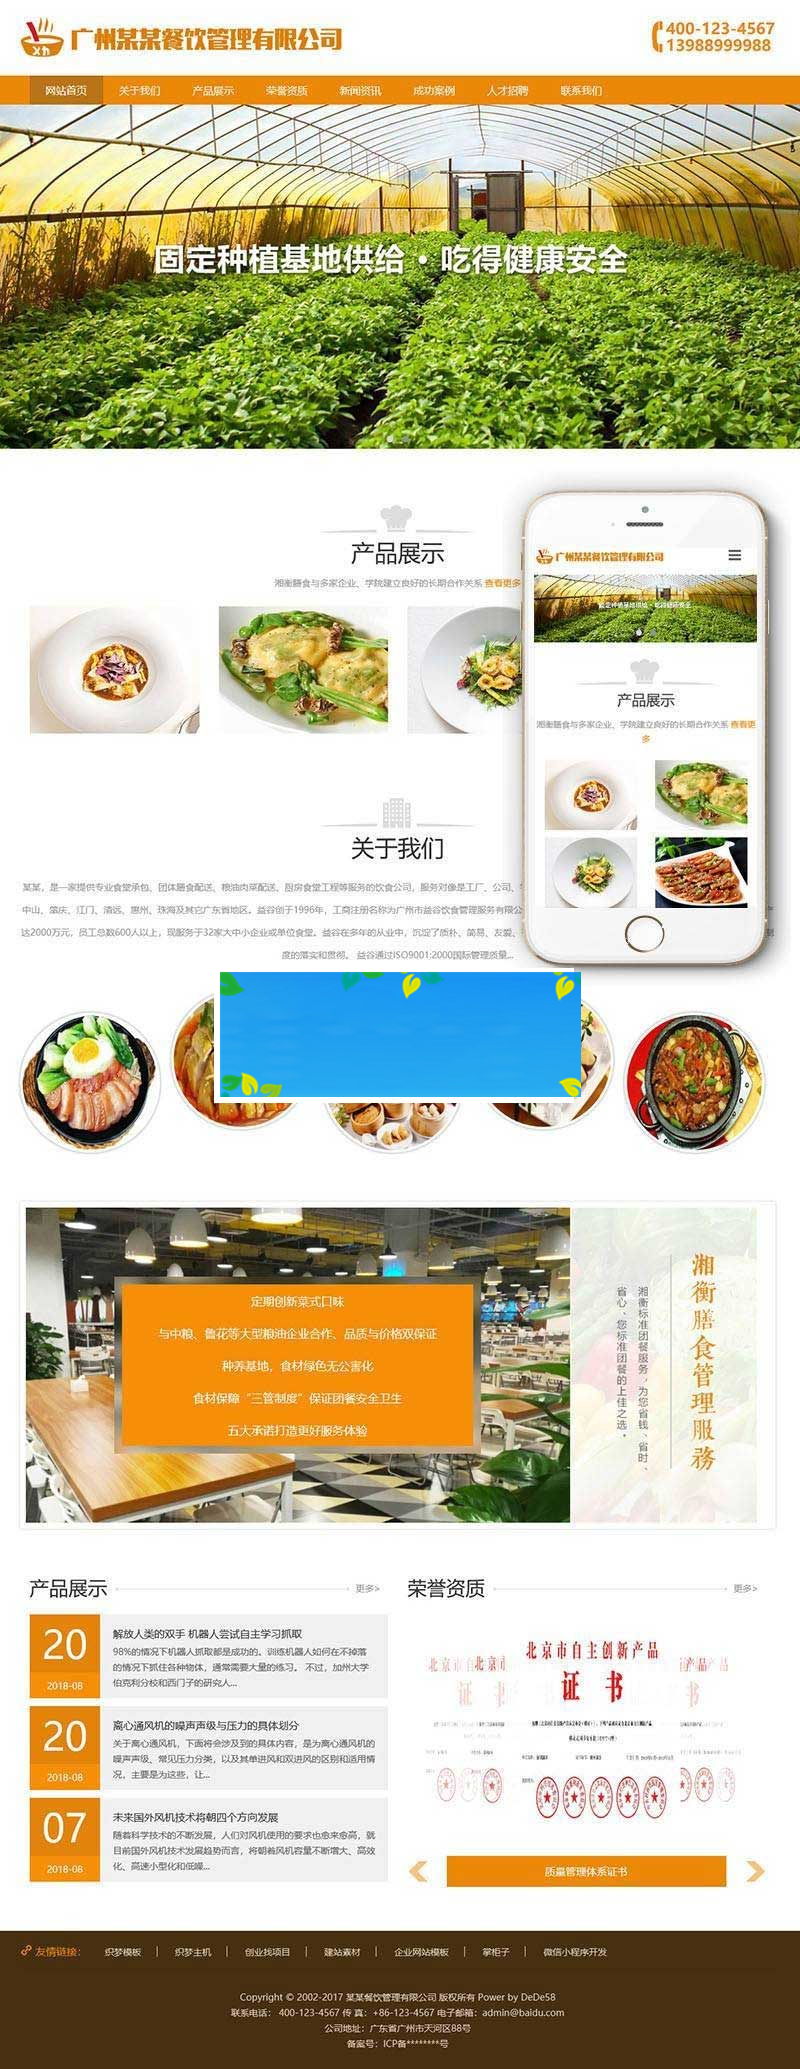 广州某某餐饮管理有限公司
400-123-4567
13988999988
网站首页 关于我们 产品展示 荣誉资质 新闻资讯 成功案例 人才招聘 联系我们
固定种植基地供给·吃得健康安全
产品展示
湘衡膳食与多家企业、学院建立良好的长期合作关系 查看更多
广州某某餐饮管理有限公司
固定种植基地供给·吃得健康安全
产品展示
湘衡膳食与多家企业、学院建立良好的长期合作关系 查看更
多
关于我们
某某，是一家提供专业食堂承包、团体膳食配送、粮油肉菜配送、厨房食堂工程等服务的饮食公司，服务对像是工厂、公司、
中山、肇庆、江门、清远、惠州、珠海及其它广东省地区。益谷创于1996年，工商注册名称为广州市益谷饮食管理服务有限公
达2000万元，员工总数600人以上，现服务于32家大中小企业或单位食堂。益谷在多年的从业中，沉淀了质朴、简易、友爱、
度的落实和贯彻。 益谷通过ISO9001:2000国际管理质量...
定期创新菜式口味
与中粮、鲁花等大型粮油企业合作、品质与价格双保证
种养基地，食材绿色无公害化
食材保障“三管制度”保证团餐安全卫生
五大承诺打造更好服务体验
湘衡膳食管理服務
湘衡标准团餐服务，为您省钱、省时、
省心、您标准团餐的上佳之选。
产品展示 更多>
20
2018-08
解放人类的双手 机器人尝试自主学习抓取
98%的情况下机器人抓取都是成功的。训练机器人如何在不掉落
的情况下抓住各种物体，通常需要大量的练习。 不过，加州大学
伯克利分校和西门子的研究人...
20
2018-08
离心通风机的噪声声级与压力的具体划分
关于离心通风机，下面将会涉及到的具体内容，是为离心通风机的
噪声声级、常见压力分类，以及其单进风和双进风的区别和适用情
况，主要是为这些，让...
07
2018-08
未来国外风机技术将朝四个方向发展
随着科学技术的不断发展，人们对风机使用的要求也愈来愈高，就
目前国外风机技术发展趋势而言，将朝着风机容量不断增大、高效
化、高速小型化和低噪...
荣誉资质 更多>
北京市自主创新产品
证 书
质量管理体系证书
友情链接： 织梦模板 | 织梦主机 | 创业找项目 | 建站素材 | 企业网站模板 | 掌柜子 | 微信小程序开发
Copyright © 2002-2017 某某餐饮管理有限公司 版权所有 Power by DeDe58
联系电话： 400-123-4567 传 真：+86-123-4567 电子邮箱：admin@baidu.com
公司地址：广东省广州市天河区88号
备案号：ICP备********号